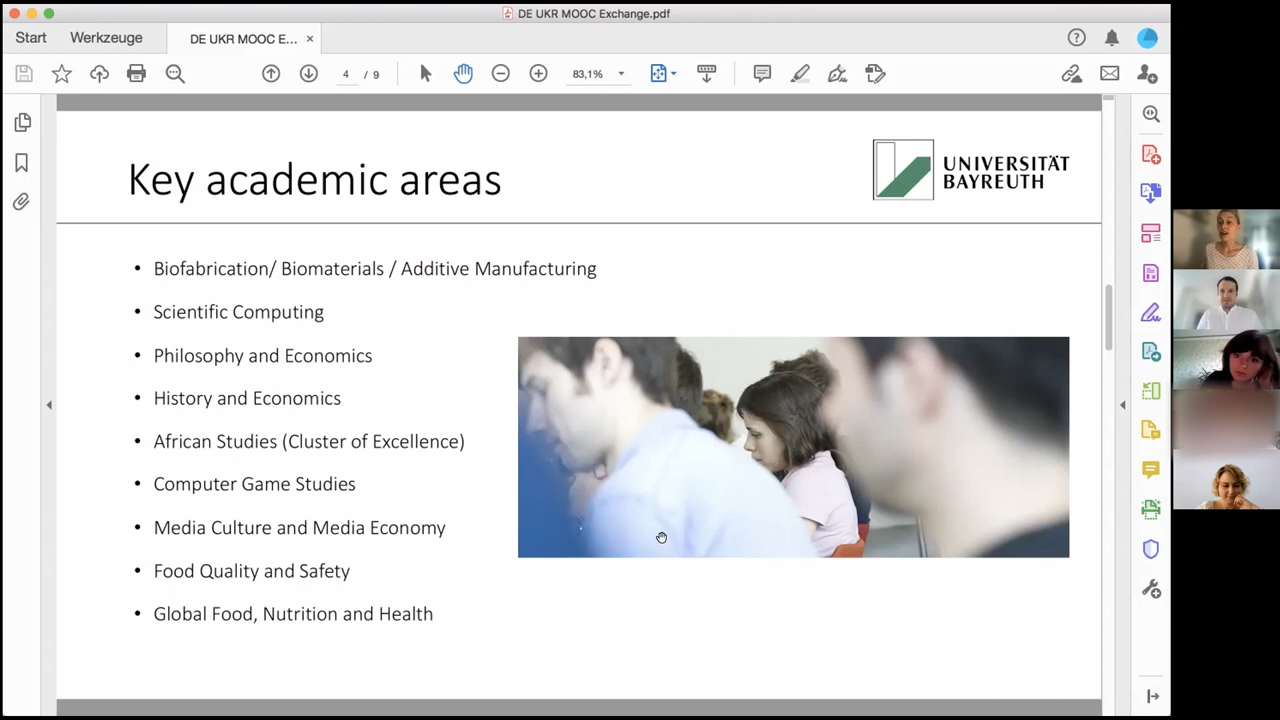 DE UKR MOOC Exchange.pdf
Start Werkzeuge DE UKR MOOC E... ×
4 / 9 83,1%
Key academic areas
UNIVERSITÄT
BAYREUTH
• Biofabrication/ Biomaterials / Additive Manufacturing
• Scientific Computing
• Philosophy and Economics
• History and Economics
• African Studies (Cluster of Excellence)
• Computer Game Studies
• Media Culture and Media Economy
• Food Quality and Safety
• Global Food, Nutrition and Health